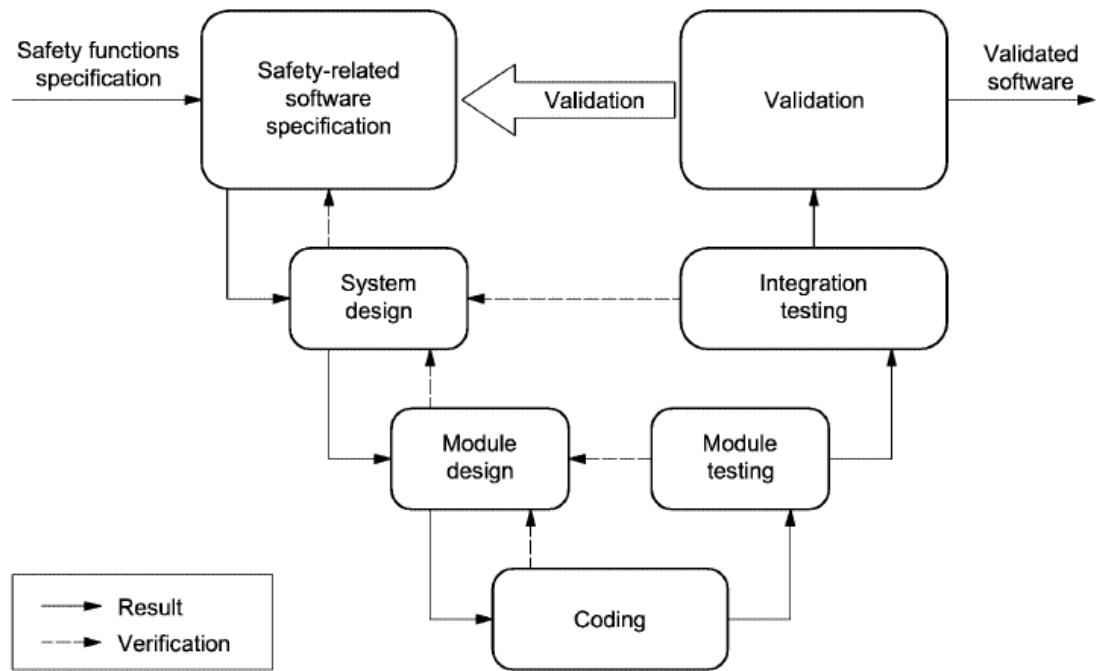 Safety functions
specification
Safety-related
software
specification
Validation
Validation
Validated
software
System
design
Integration
testing
Module
design
Module
testing
Coding
Result
Verification